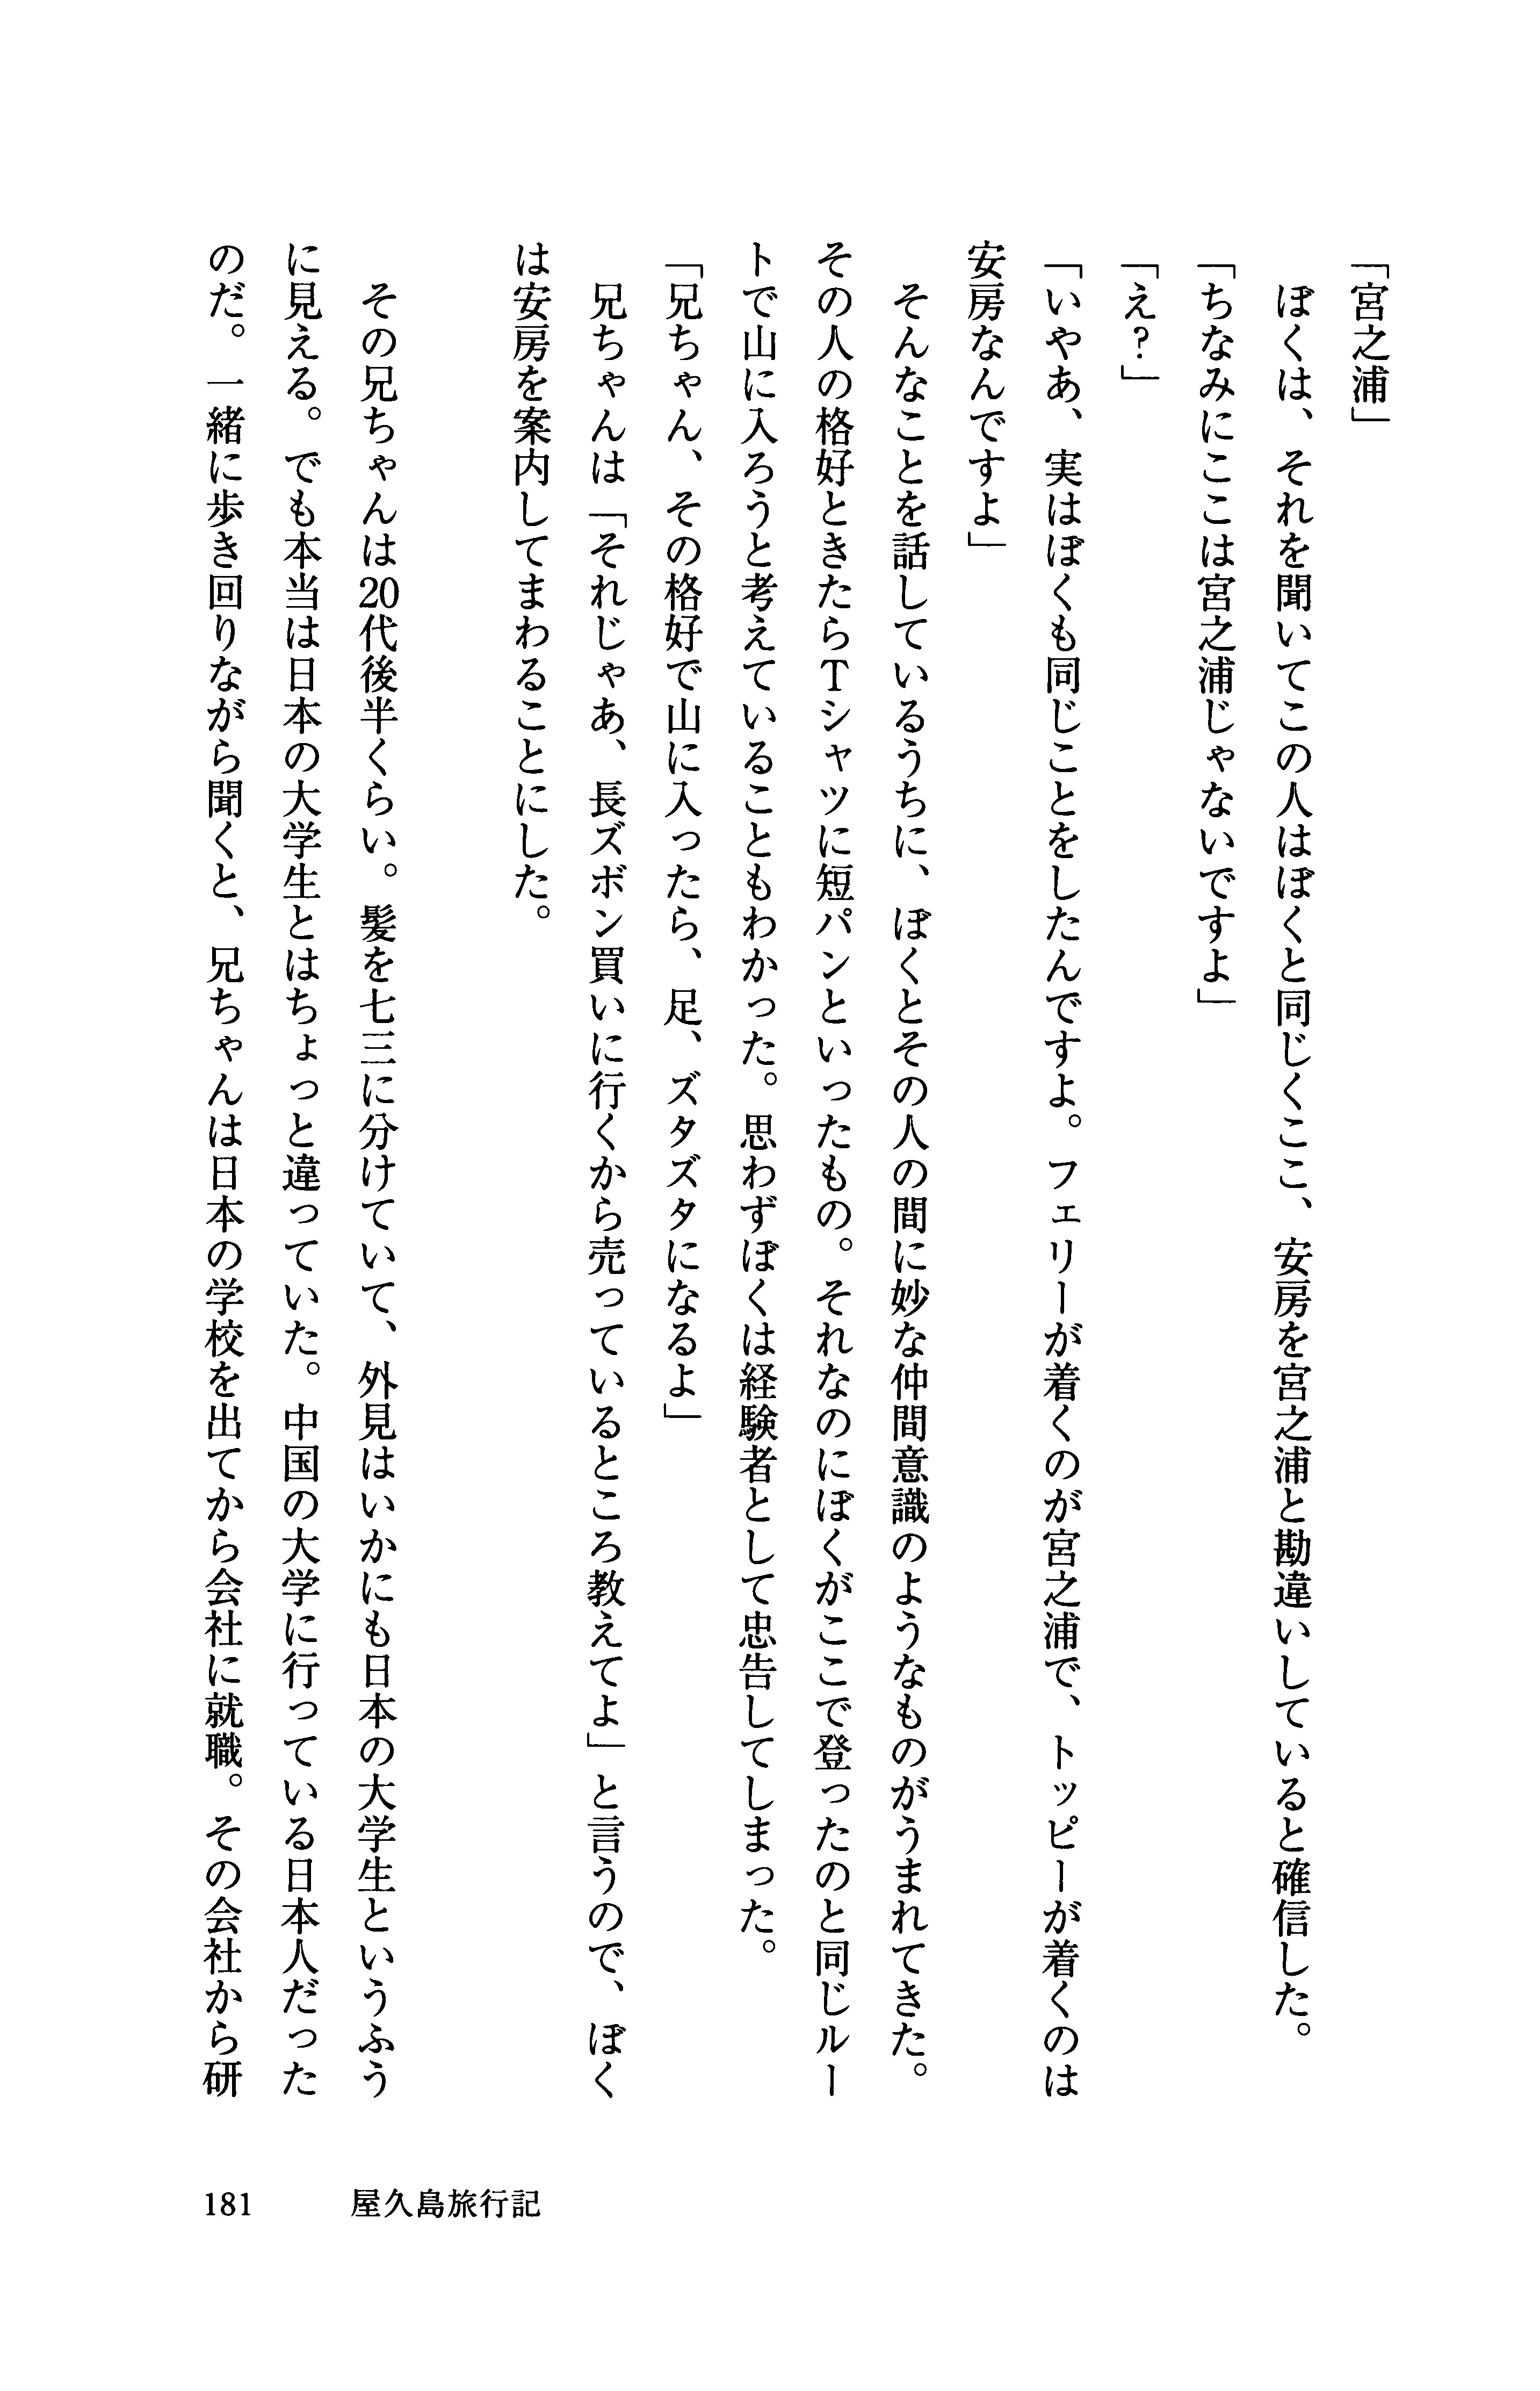 「宮之浦」
　ぼくは、それを聞いてこの人はぼくと同じくここ、安房を宮之浦と勘違いしていると確信した。
「ちなみにここは宮之浦じゃないですよ」
「え？」
「いやあ、実はぼくも同じことをしたんですよ。フェリーが着くのが宮之浦で、トッピーが着くのは
安房なんですよ」
　そんなことを話しているうちに、ぼくとその人の間に妙な仲間意識のようなものがうまれてきた。
その人の格好ときたらＴシャツに短パンといったもの。それなのにぼくがここで登ったのと同じルー
トで山に入ろうと考えていることもわかった。思わずぼくは経験者として忠告してしまった。
「兄ちゃん、その格好で山に入ったら、足、ズタズタになるよ」
　兄ちゃんは「それじゃあ、長ズボン買いに行くから売っているところ教えてよ」と言うので、ぼく
は安房を案内してまわることにした。
　その兄ちゃんは20代後半くらい。髪を七三に分けていて、外見はいかにも日本の大学生というふう
に見える。でも本当は日本の大学生とはちょっと違っていた。中国の大学に行っている日本人だった
のだ。一緒に歩き回りながら聞くと、兄ちゃんは日本の学校を出てから会社に就職。その会社から研
181　屋久島旅行記